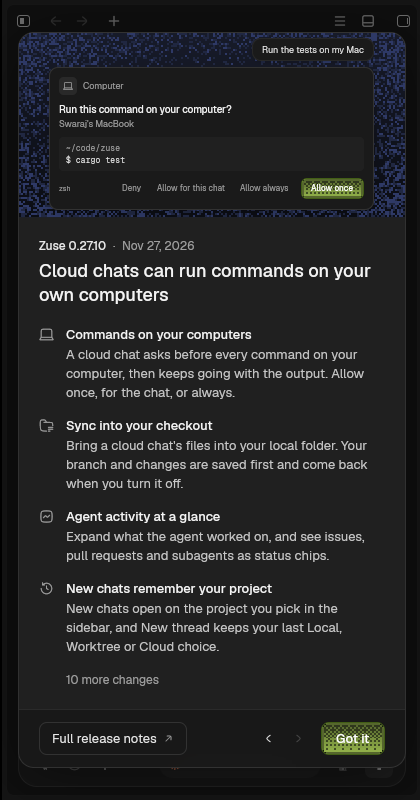 Run the tests on my Mac
Computer
Run this command on your computer?
Swaraj's MacBook
~/code/zuse
$ cargo test
zsh Deny Allow for this chat Allow always Allow once
Zuse 0.27.10 · Nov 27, 2026
Cloud chats can run commands on your
own computers
Commands on your computers
A cloud chat asks before every command on your
computer, then keeps going with the output. Allow
once, for the chat, or always.
Sync into your checkout
Bring a cloud chat's files into your local folder. Your
branch and changes are saved first and come back
when you turn it off.
Agent activity at a glance
Expand what the agent worked on, and see issues,
pull requests and subagents as status chips.
New chats remember your project
New chats open on the project you pick in the
sidebar, and New thread keeps your last Local,
Worktree or Cloud choice.
10 more changes
Full release notes ↗ Got it